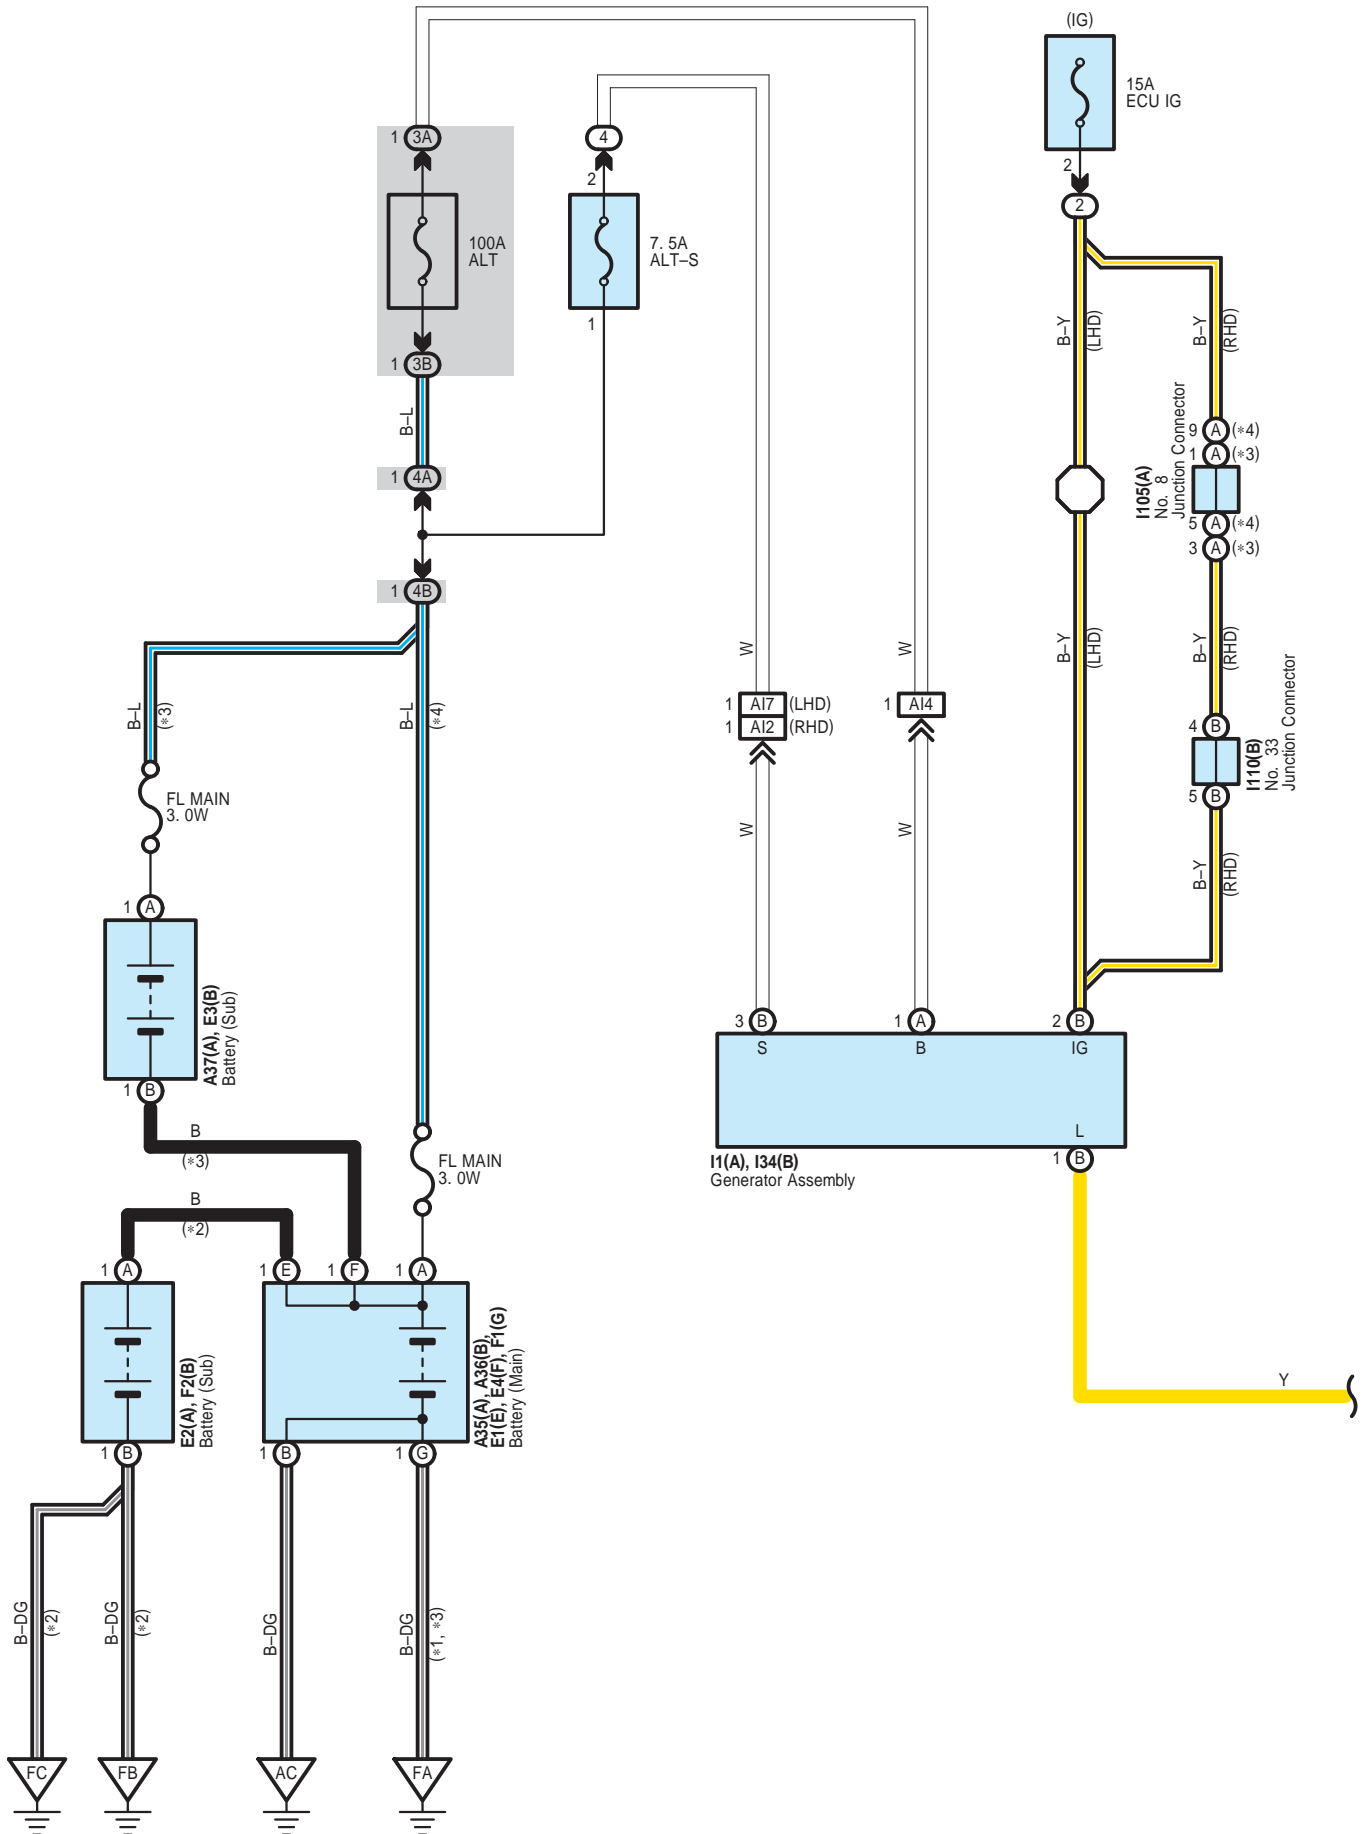 (IG)
15A
ECU IG
2
2
1 3A
100A
ALT
1 3B
B–L
1 4A
1 4B
4
2
7. 5A
ALT–S
1
B–Y
(LHD)
B–Y
(RHD)
9 A (*4)
1 A (*3)
I105(A)
No. 8
Junction Connector
5 A (*4)
3 A (*3)
B–Y
(LHD)
B–Y
(RHD)
4 B
I110(B)
No. 33
Junction Connector
5 B
B–Y
(RHD)
W
W
1 AI7 (LHD)
1 AI2 (RHD)
1 AI4
W
W
B–L
(*3)
B–L
(*4)
FL MAIN
3. 0W
1 A
A37(A), E3(B)
Battery (Sub)
1 B
B
(*3)
3 B
1 A
2 B
S
B
IG
L
1 B
I1(A), I34(B)
Generator Assembly
FL MAIN
3. 0W
B
(*2)
1 A
1 E
1 F
1 A
E2(A), F2(B)
Battery (Sub)
A35(A), A36(B),
E1(E), E4(F), F1(G)
Battery (Main)
Y
1 B
1 B
1 G
B–DG
(*2)
B–DG
(*2)
B–DG
B–DG
(*1, *3)
FC
FB
AC
FA